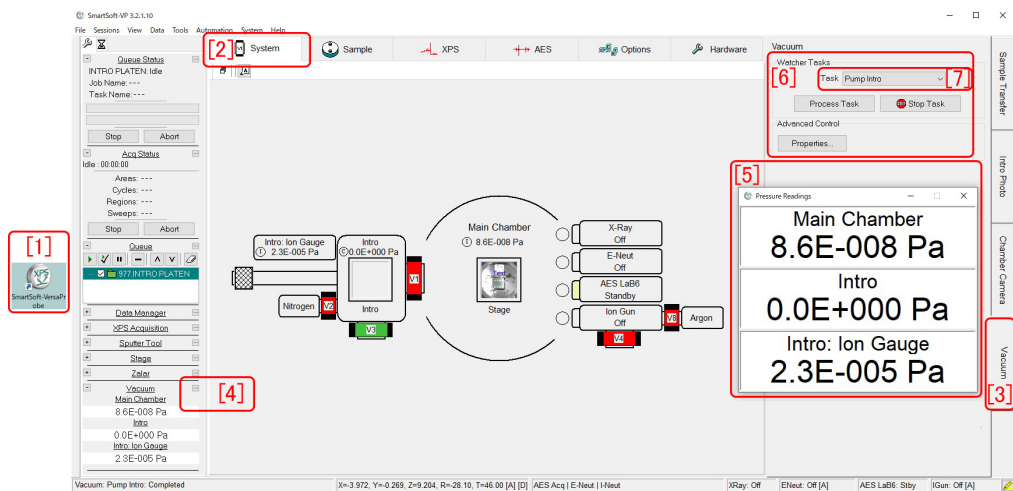 SmartSoft-VP 3.2.1.10
File Sessions View Data Tools Automation System Help
[1]
XPS
SmartSoft-VersaPr
obe
Queue Status
INTRO PLATEN: Idle
Job Name: ---
Task Name: ---
Stop Abort
Acq Status
Idle : 00:00:00
Areas: ---
Cycles: ---
Regions: ---
Sweeps: ---
Stop Abort
Queue
977 INTRO PLATEN
Data Manager
XPS Acquisition
Sputter Tool
Stage
Zalar
Vacuum
Main Chamber
8.6E-008 Pa
Intro
0.0E+000 Pa
Intro: Ion Gauge
2.3E-005 Pa
[4]
[2] System Sample XPS AES Options Hardware
Intro: Ion Gauge
(I) 2.3E-005 Pa
Intro
(C) 0.0E+000 Pa
Intro
V1
Nitrogen V2
V3
Main Chamber
(I) 8.6E-008 Pa
Stage
X-Ray
Off
E-Neut
Off
AES LaB6
Standby
Ion Gun
Off
V8 Argon
V4
Vacuum
Watcher Tasks
[6] Task Pump Intro [7]
Process Task STOP Stop Task
Advanced Control
Properties...
[5]
Pressure Readings
Main Chamber
8.6E-008 Pa
Intro
0.0E+000 Pa
Intro: Ion Gauge
2.3E-005 Pa
Sample Transfer
Intro Photo
Chamber Camera
Vacuum
[3]
Vacuum: Pump Intro: Completed X=-3.972, Y=-0.269, Z=9.204, R=-28.10, T=46.00 [A] [D] AES Acq | E-Neut | I-Neut XRay: Off ENeut: Off [A] AES LaB6: Stby IGun: Off [A]